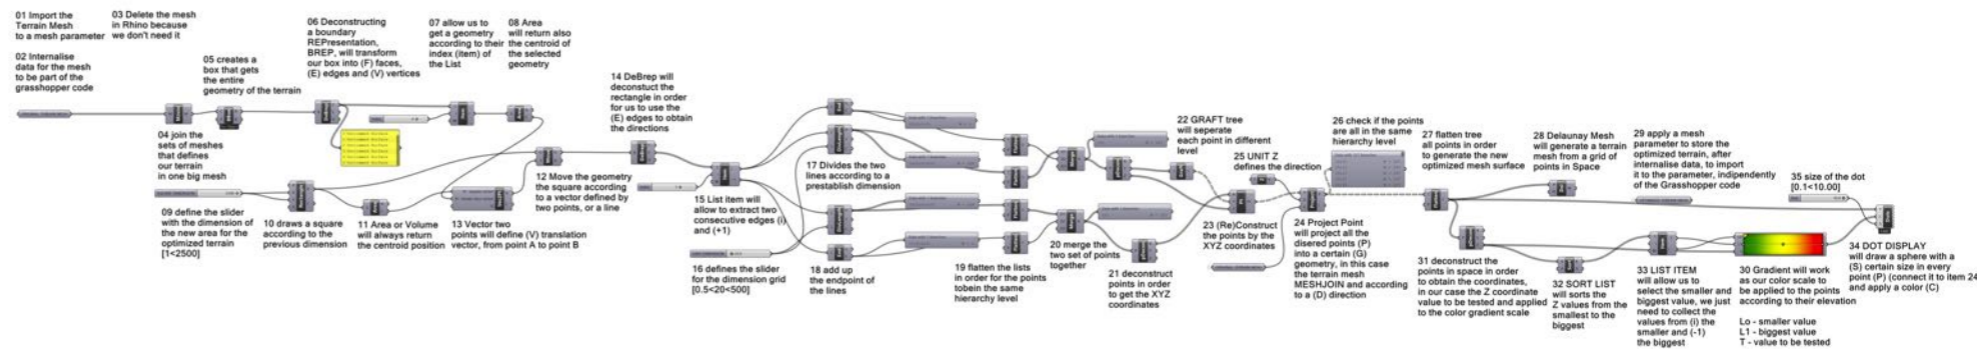 01 Import the
Terrain Mesh
to a mesh parameter
02 Internalise
data for the mesh
to be part of the
grasshopper code
03 Delete the mesh
in Rhino because
we don't need it
04 join the
sets of meshes
that defines
our terrain
in one big mesh
05 creates a
box that gets
the entire
geometry of the terrain
06 Deconstructing
a boundary
REPresentation,
BREP, will transform
our box into (F) faces,
(E) edges and (V) vertices
07 allow us to
get a geometry
according to their
index (item) of
the List
08 Area
will return also
the centroid of
the selected
geometry
09 define the slider
with the dimension of
the new area for the
optimized terrain
[1<2500]
10 draws a square
according to the
previous dimension
11 Area or Volume
will always return
the centroid position
12 Move the geometry
the square according
to a vector defined by
two points, or a line
13 Vector two
points will define (V) translation
vector, from point A to point B
14 DeBrep will
deconstuct the
rectangle in order
for us to use the
(E) edges to obtain
the directions
15 List item will
allow to extract two
consecutive edges (i)
and (+1)
16 defines the slider
for the dimension grid
[0.5<20<500]
17 Divides the two
lines according to a
prestablish dimension
18 add up
the endpoint of
the lines
19 flatten the lists
in order for the points
tobein the same
hierarchy level
20 merge the
two set of points
together
21 deconstruct
points in order
to get the XYZ
coordinates
22 GRAFT tree
will seperate
each point in different
level
23 (Re)Construct
the points by the
XYZ coordinates
24 Project Point
will project all the
disered points (P)
into a certain (G)
geometry, in this case
the terrain mesh
MESHJOIN and according
to a (D) direction
25 UNIT Z
defines the direction
26 check if the points
are all in the same
hierarchy level
27 flatten tree
all points in order
to generate the new
optimized mesh surface
28 Delaunay Mesh
will generate a terrain
mesh from a grid of
points in Space
29 apply a mesh
parameter to store the
optimized terrain, after
internalise data, to import
it to the parameter, indipendently
of the Grasshopper code
30 Gradient will work
as our color scale to
be applied to the points
according to their elevation
Lo - smaller value
L1 - biggest value
T - value to be tested
31 deconstruct the
points in space in order
to obtain the coordinates,
in our case the Z coordinate
value to be tested and applied
to the color gradient scale
32 SORT LIST
will sorts the
Z values from the
smallest to the
biggest
33 LIST ITEM
will allow us to
select the smaller and
biggest value, we just
need to collect the
values from (i) the
smaller and (-1)
the biggest
34 DOT DISPLAY
will draw a sphere with a
(S) certain size in every
point (P) (connect it to item 24)
and apply a color (C)
35 size of the dot
[0.1<10.00]